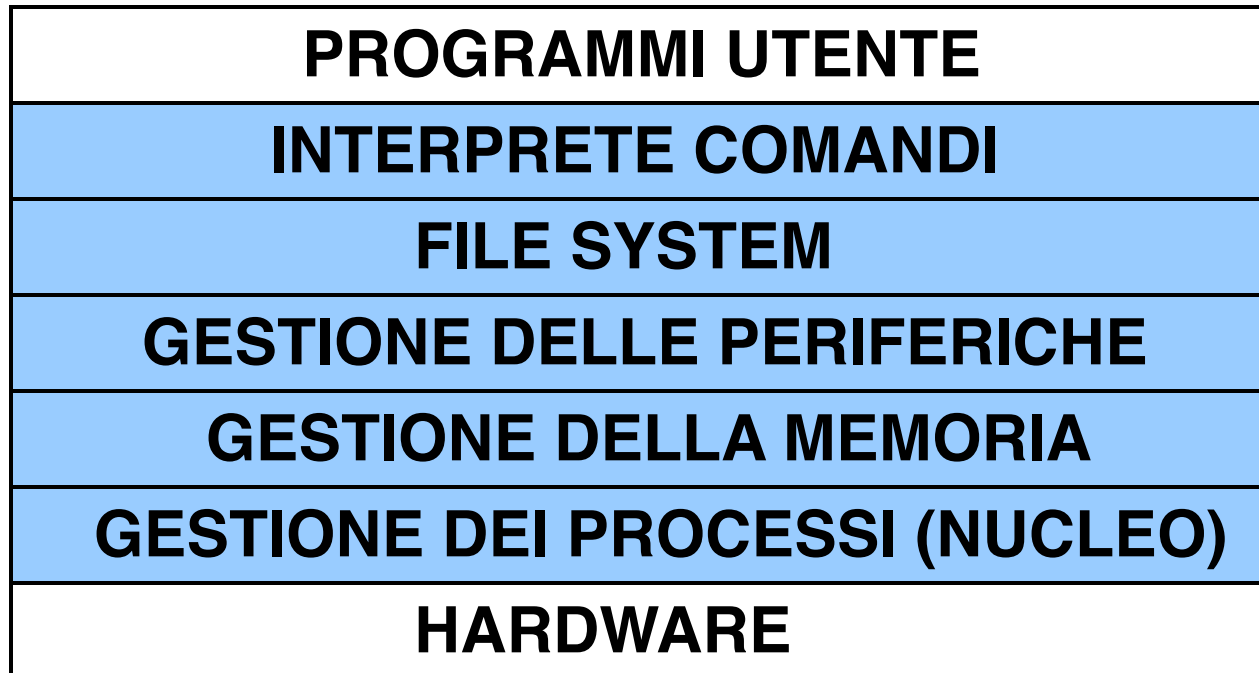 PROGRAMMI UTENTE
INTERPRETE COMANDI
FILE SYSTEM
GESTIONE DELLE PERIFERICHE
GESTIONE DELLA MEMORIA
GESTIONE DEI PROCESSI (NUCLEO)
HARDWARE